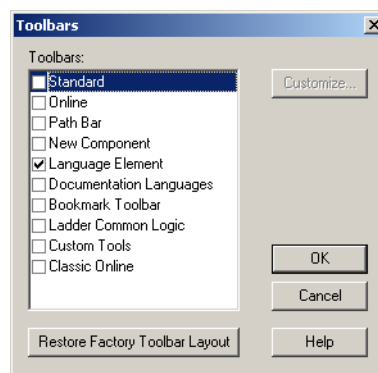 Toolbars
Toolbars:
Standard
Online
Path Bar
New Component
Language Element
Documentation Languages
Bookmark Toolbar
Ladder Common Logic
Custom Tools
Classic Online
Customize...
OK
Cancel
Restore Factory Toolbar Layout
Help